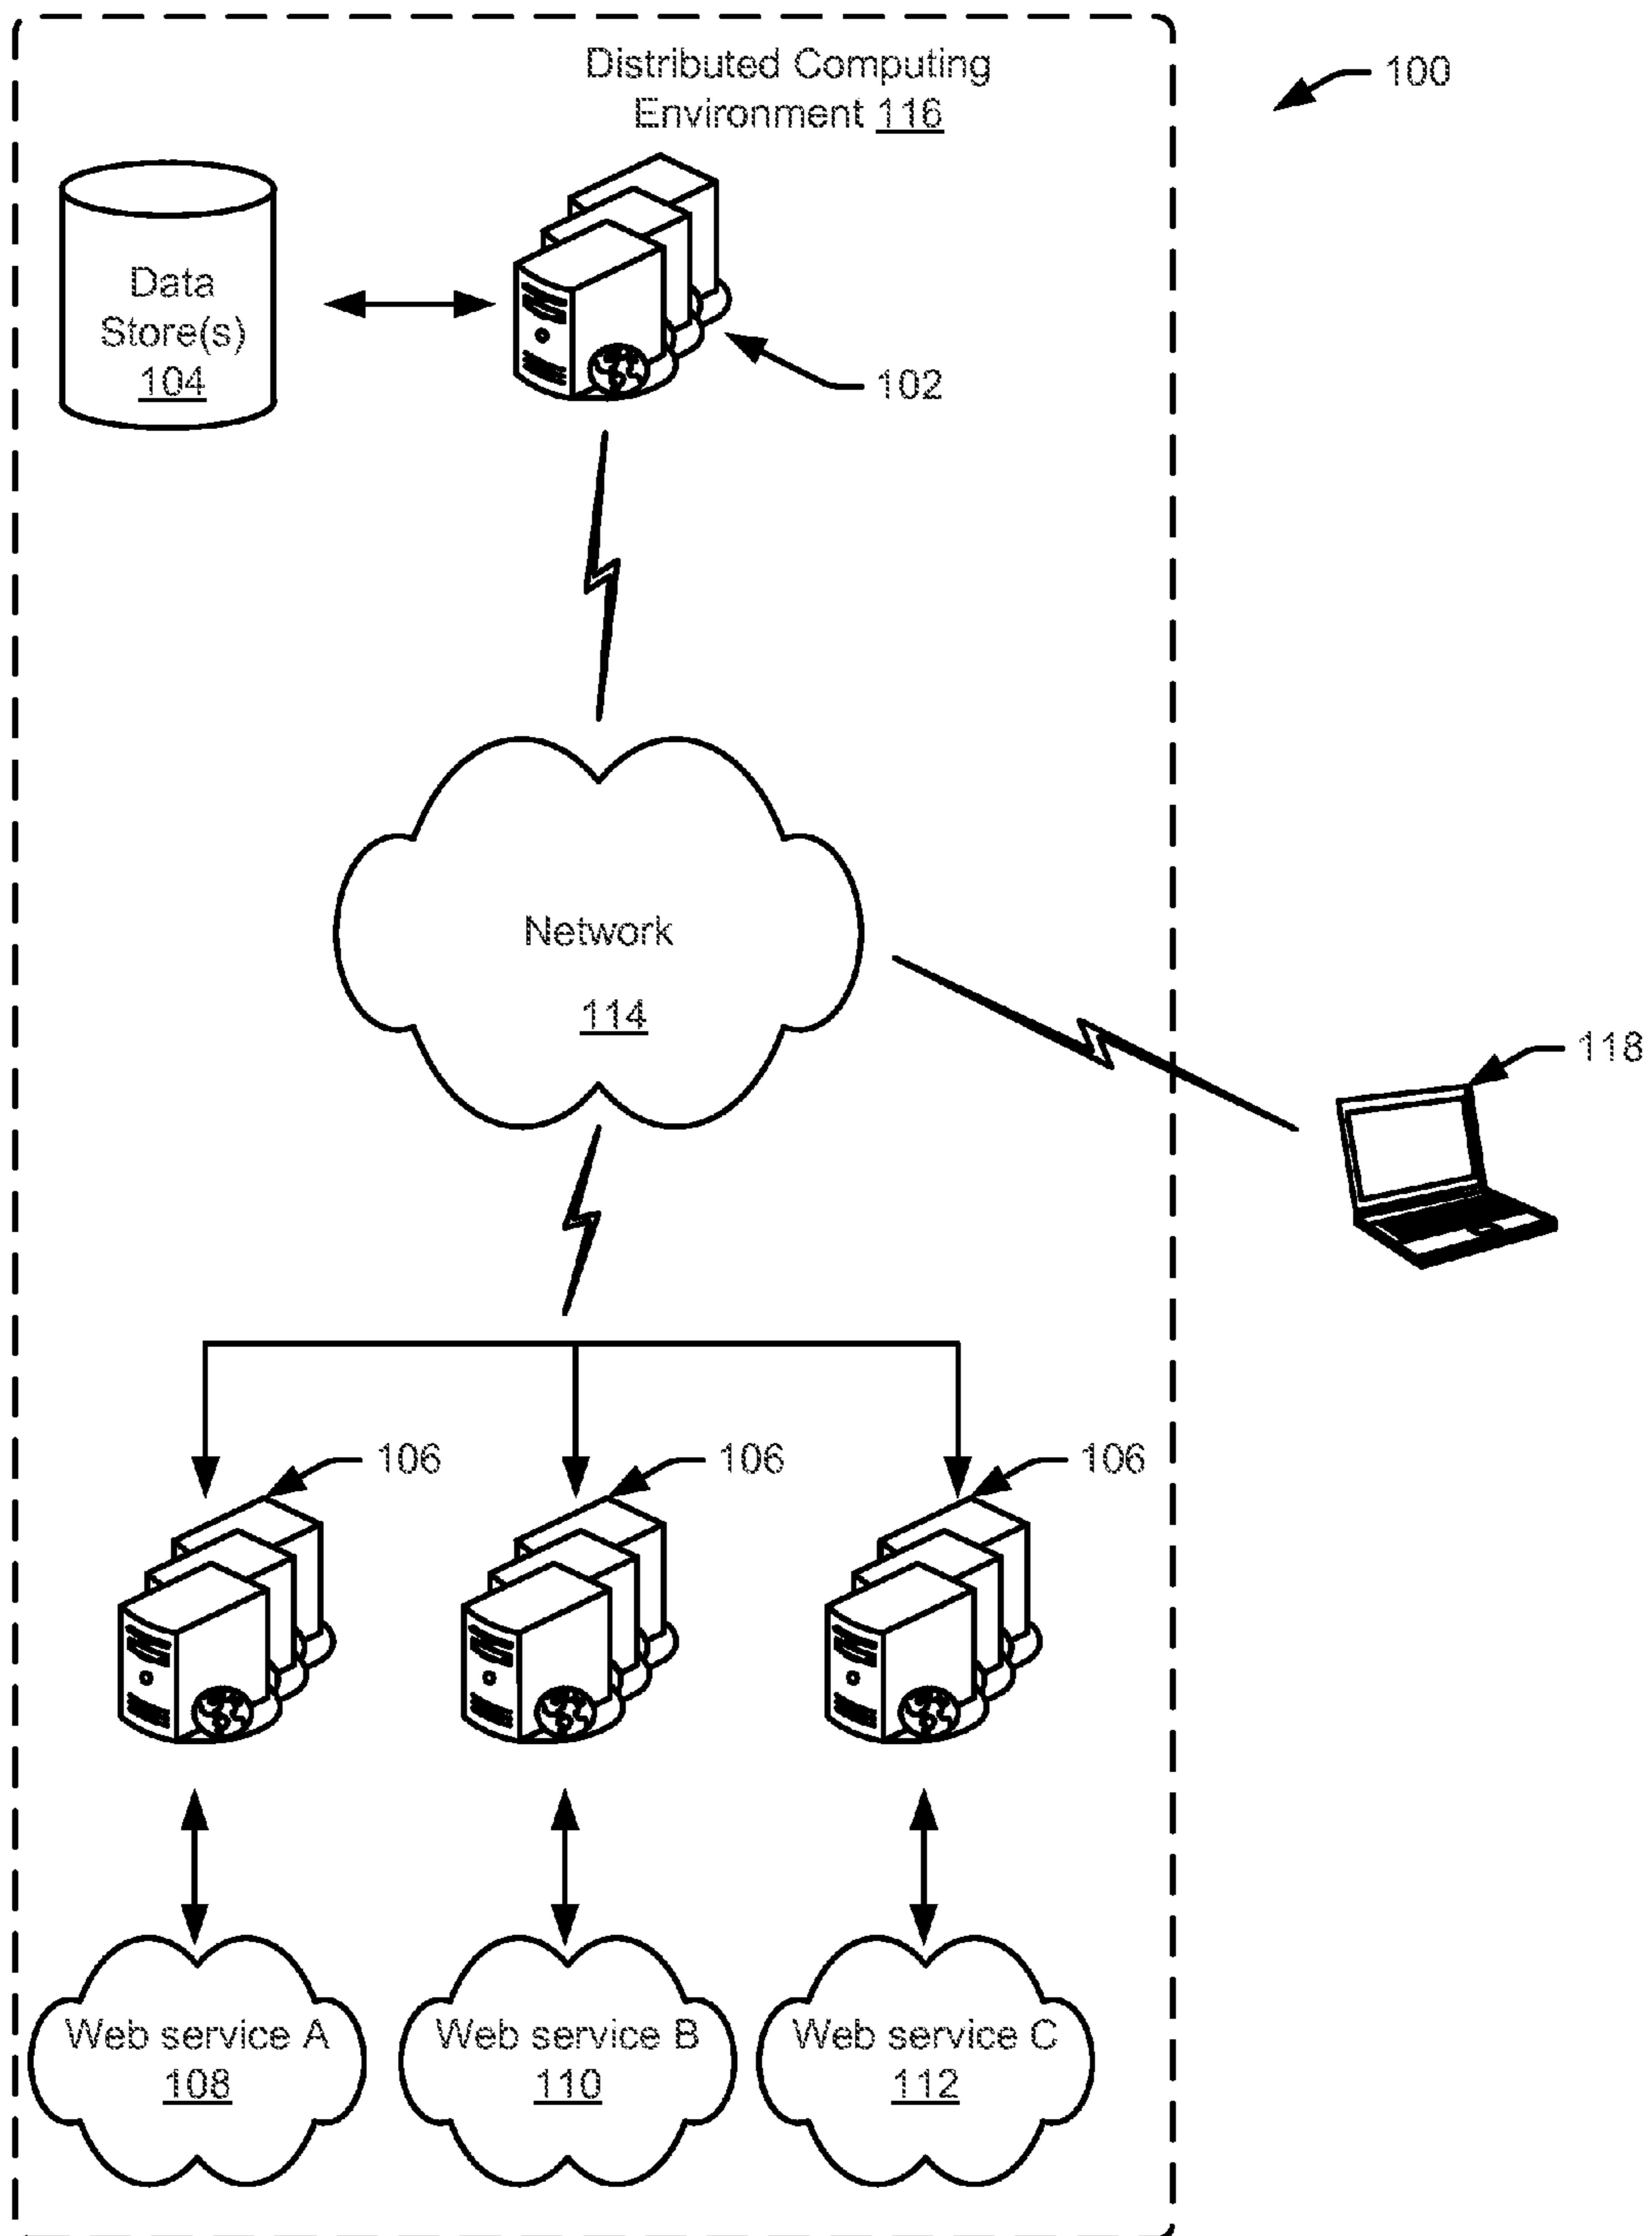 Distributed Computing
Environment 116
100
Data
Store(s)
104
102
Network
114
118
106
106
106
Web service A
108
Web service B
110
Web service C
112